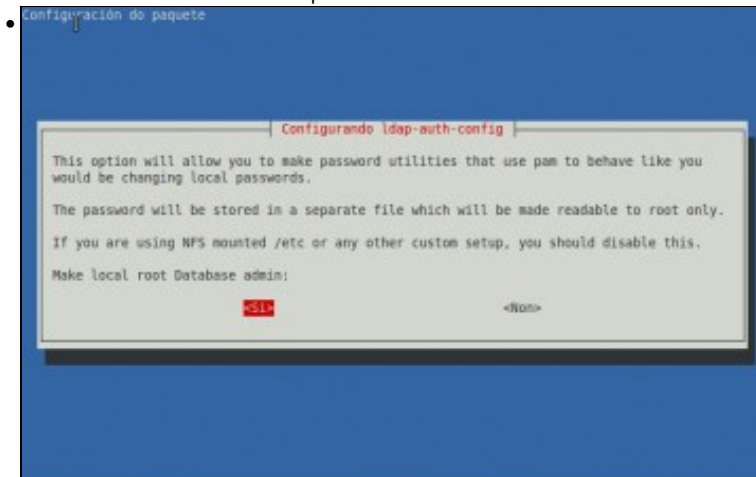 Configuración do paquete
Configurando ldap-auth-config
This option will allow you to make password utilities that use pam to behave like you
would be changing local passwords.
The password will be stored in a separate file which will be made readable to root only.
If you are using NFS mounted /etc or any other custom setup, you should disable this.
Make local root Database admin:
<Si> <Non>